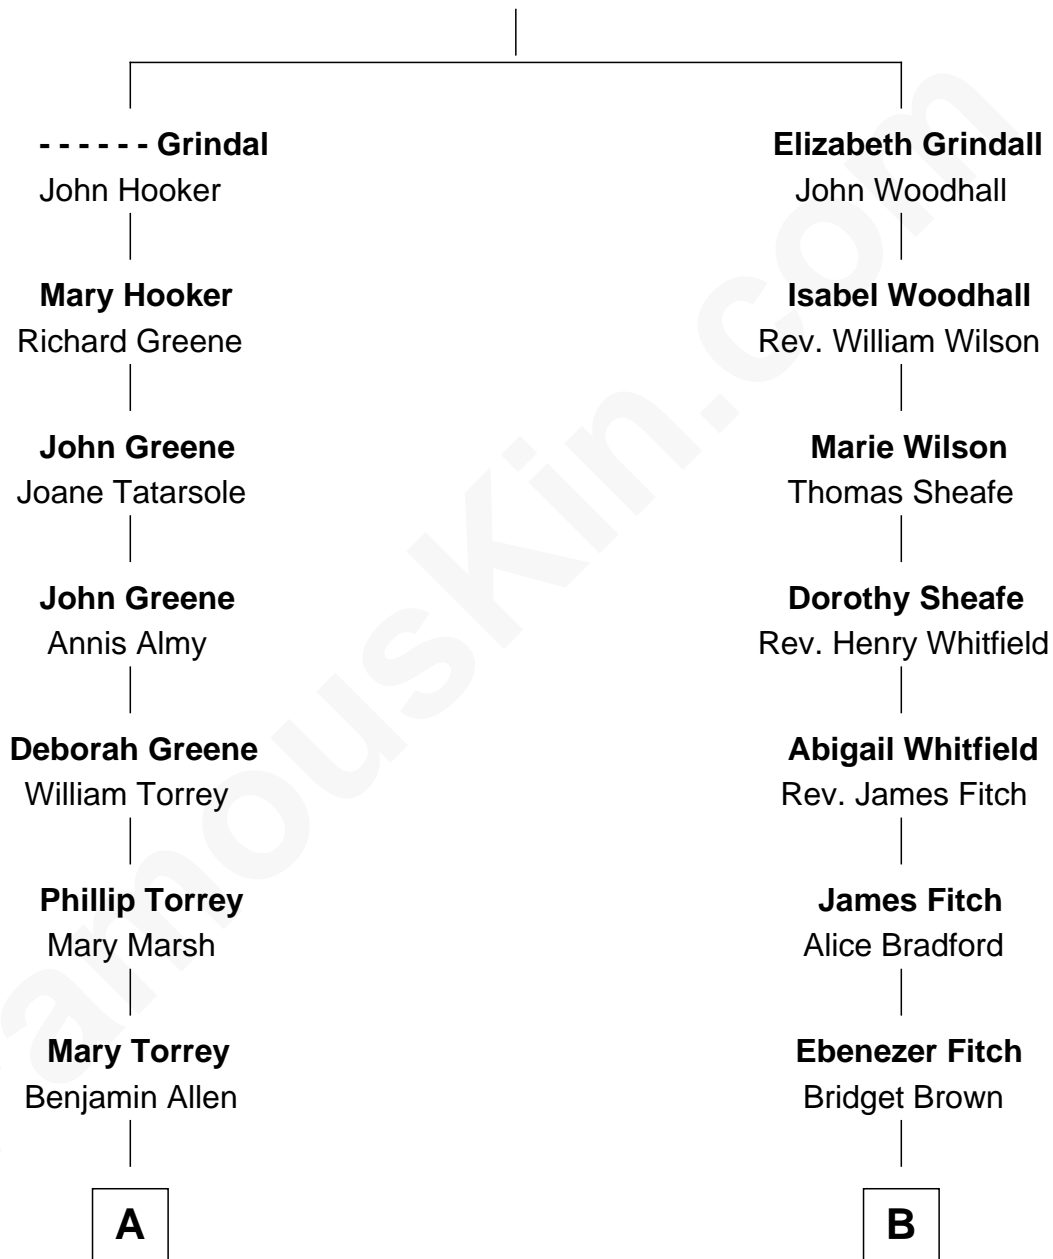 - - - - - - Grindal
John Hooker
Mary Hooker
Richard Greene
John Greene
Joane Tatarsole
John Greene
Annis Almy
Deborah Greene
William Torrey
Phillip Torrey
Mary Marsh
Mary Torrey
Benjamin Allen
A
Elizabeth Grindall
John Woodhall
Isabel Woodhall
Rev. William Wilson
Marie Wilson
Thomas Sheafe
Dorothy Sheafe
Rev. Henry Whitfield
Abigail Whitfield
Rev. James Fitch
James Fitch
Alice Bradford
Ebenezer Fitch
Bridget Brown
B
amouskin.com